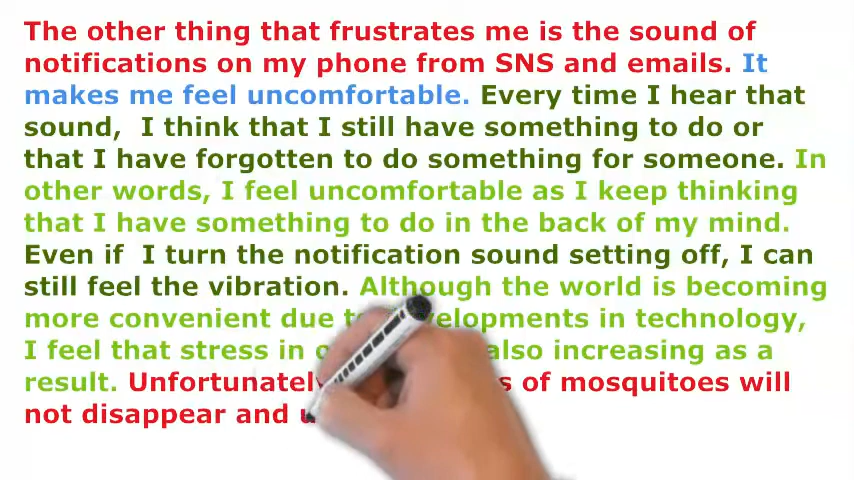 The other thing that frustrates me is the sound of
notifications on my phone from SNS and emails. It
makes me feel uncomfortable. Every time I hear that
sound, I think that I still have something to do or
that I have forgotten to do something for someone. In
other words, I feel uncomfortable as I keep thinking
that I have something to do in the back of my mind.
Even if I turn the notification sound setting off, I can
still feel the vibration. Although the world is becoming
more convenient due to developments in technology,
I feel that stress in also increasing as a
result. Unfortunately of mosquitoes will
not disappear and